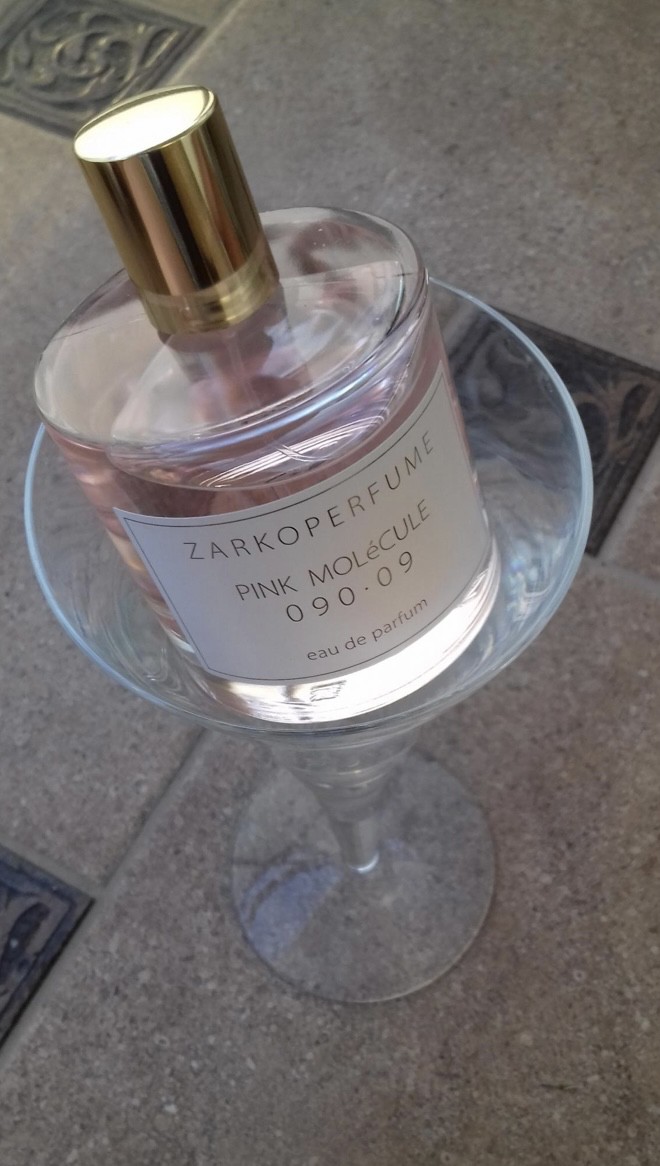 ZARKOPERFUME
PINK MOLéCULE
090·09
eau de parfum